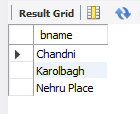 Result Grid
bname
Chandni
Karolbagh
Nehru Place